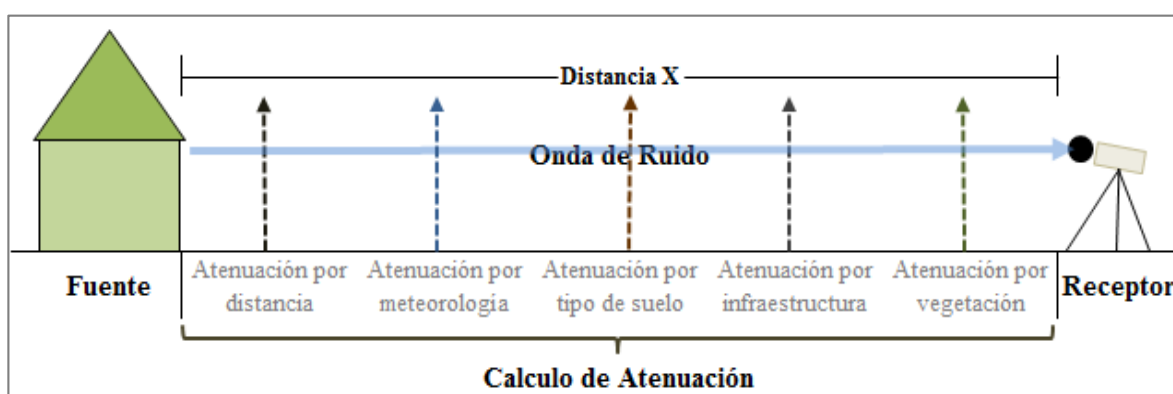 Distancia X
Onda de Ruido
Fuente
Atenuación por
distancia
Atenuación por
meteorología
Atenuación por
tipo de suelo
Atenuación por
infraestructura
Atenuación por
vegetación
Receptor
Calculo de Atenuación